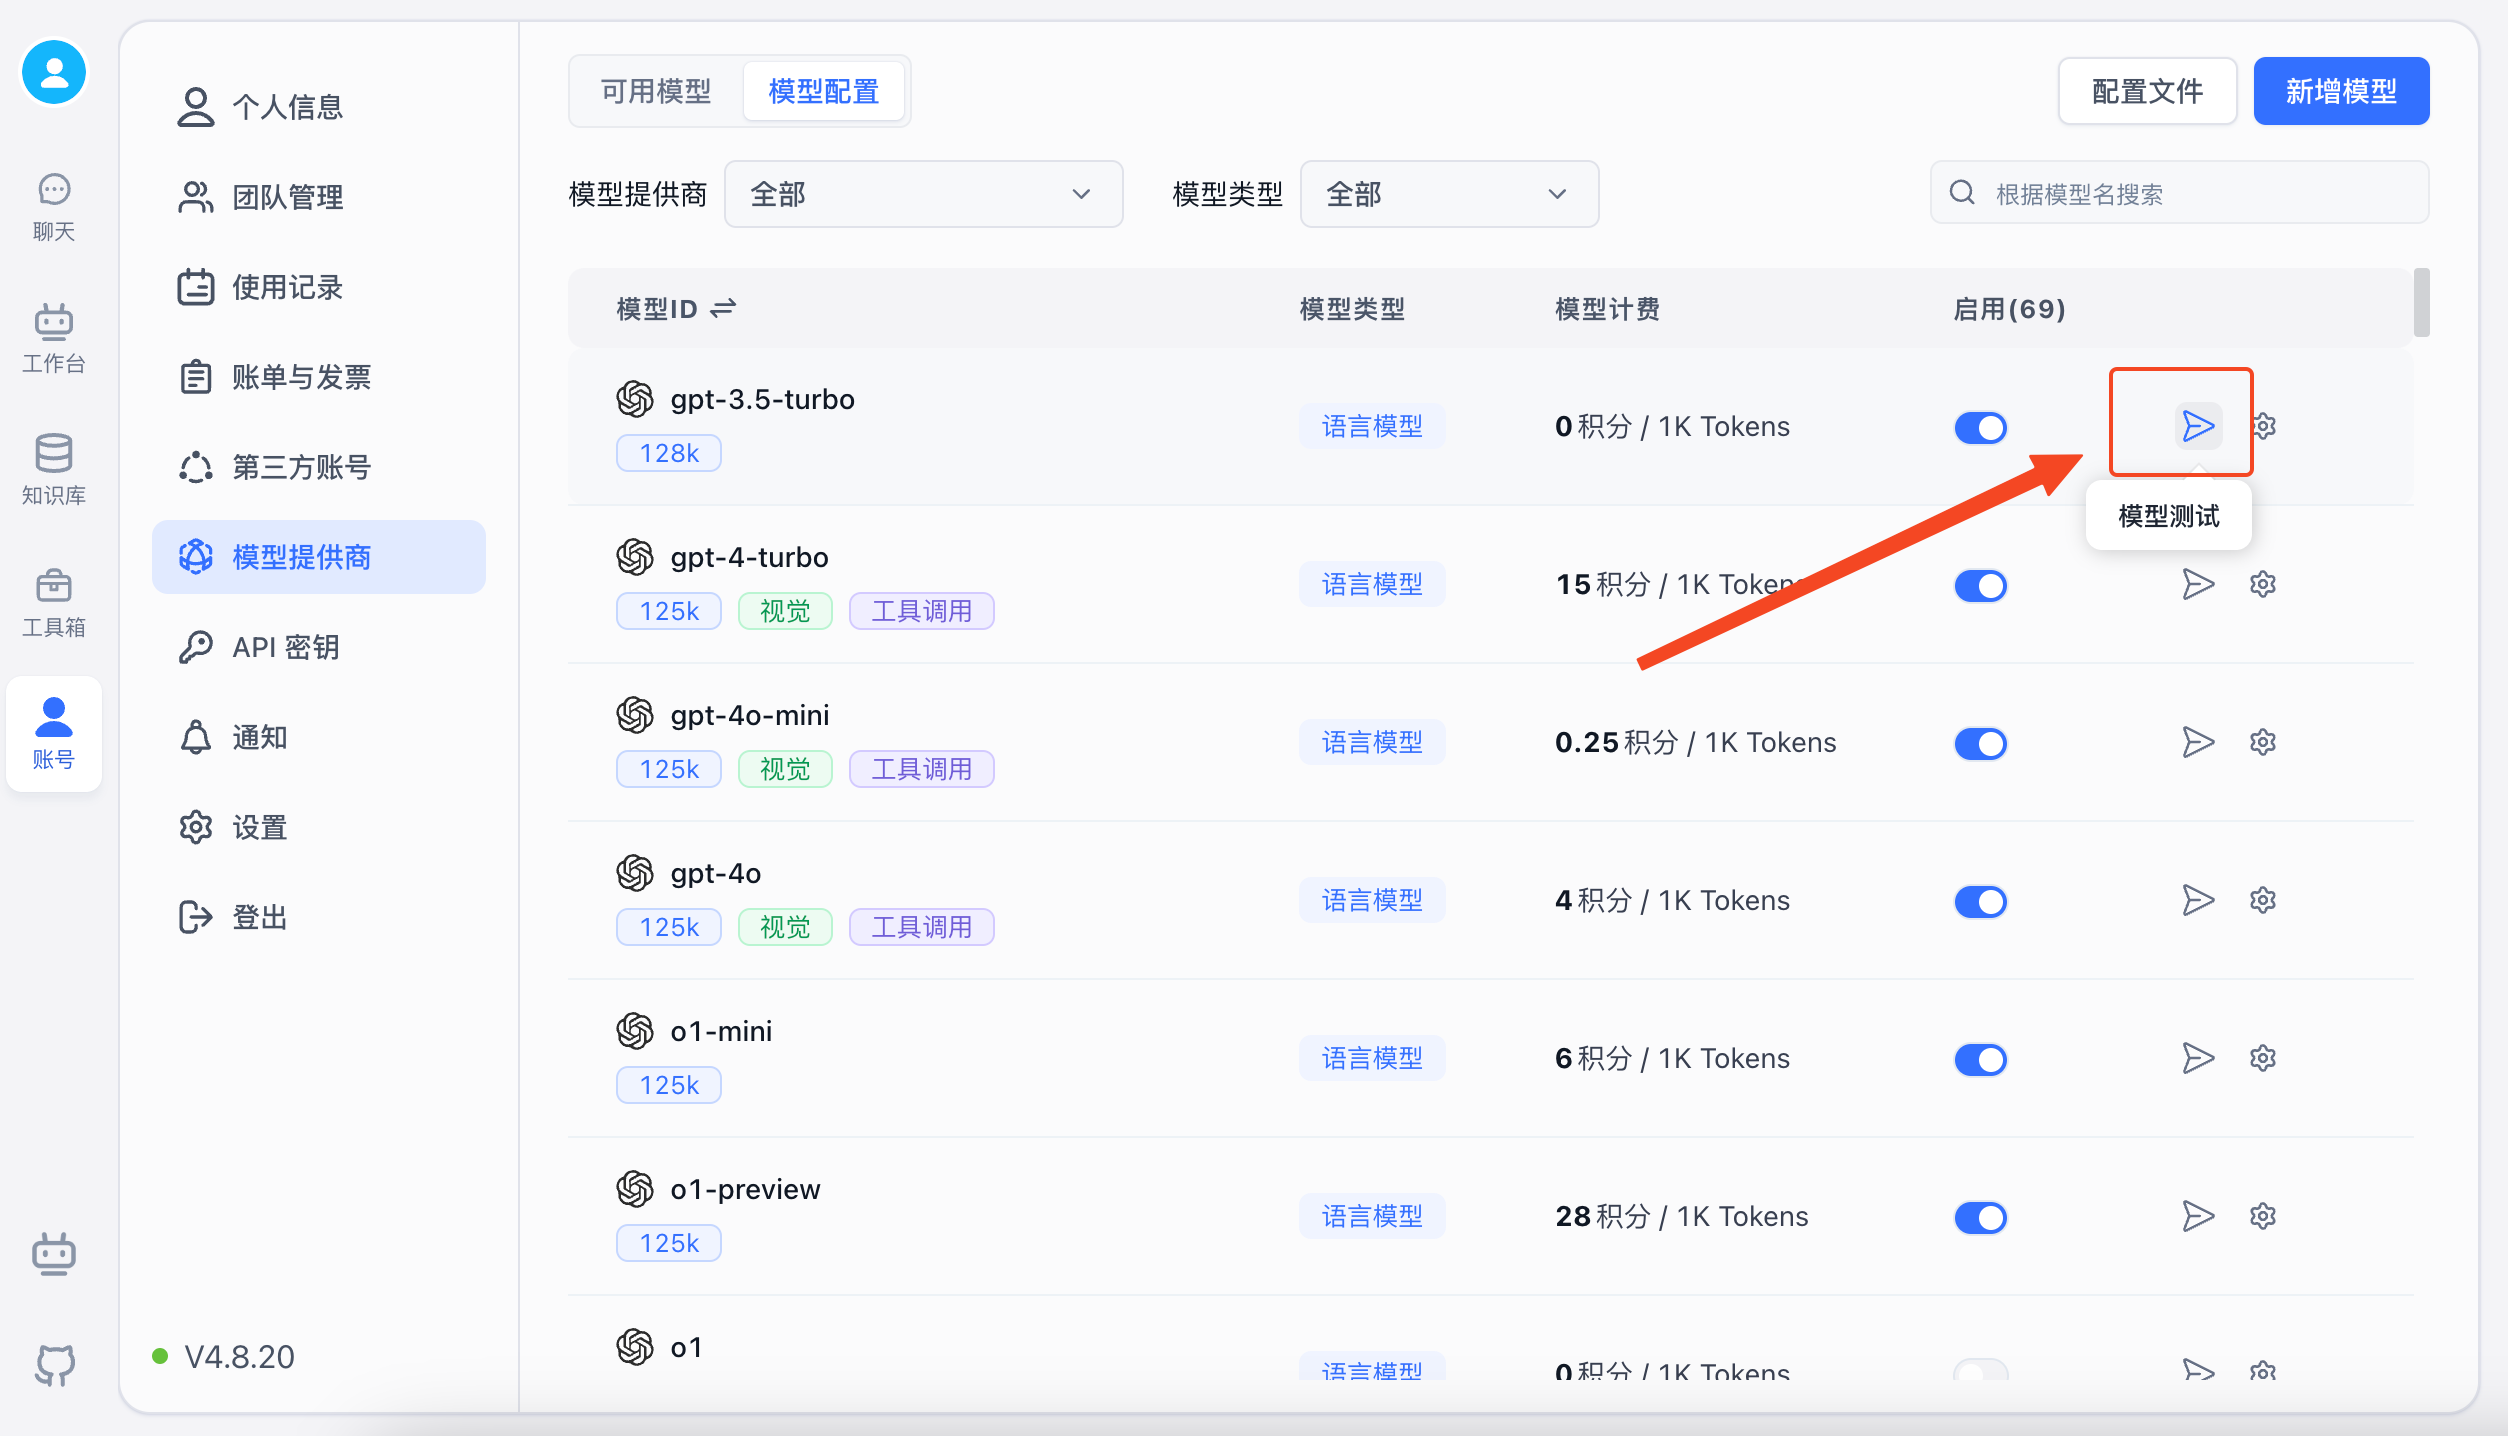 聊天
工作台
知识库
工具箱
账号
个人信息
团队管理
使用记录
账单与发票
第三方账号
模型提供商
API 密钥
通知
设置
登出
V4.8.20
可用模型 模型配置
配置文件 新增模型
模型提供商 全部 模型类型 全部 根据模型名搜索
模型ID 模型类型 模型计费 启用(69)
gpt-3.5-turbo
128k
语言模型 0 积分 / 1K Tokens
模型测试
gpt-4-turbo
125k 视觉 工具调用
语言模型 15 积分 / 1K Tokens
gpt-4o-mini
125k 视觉 工具调用
语言模型 0.25 积分 / 1K Tokens
gpt-4o
125k 视觉 工具调用
语言模型 4 积分 / 1K Tokens
o1-mini
125k
语言模型 6 积分 / 1K Tokens
o1-preview
125k
语言模型 28 积分 / 1K Tokens
o1
语言模型 0 积分 / 1K Tokens